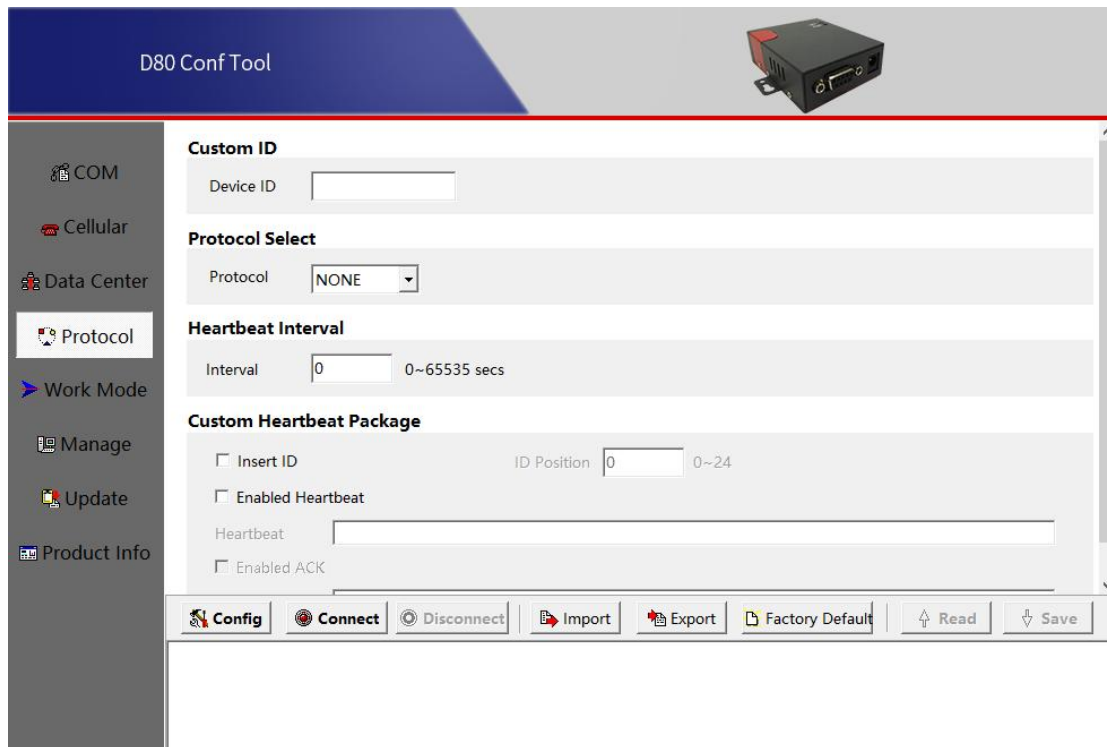 D80 Conf Tool
COM
Cellular
Data Center
Protocol
Work Mode
Manage
Update
Product Info
Custom ID
Device ID
Protocol Select
Protocol NONE
Heartbeat Interval
Interval 0 0~65535 secs
Custom Heartbeat Package
Insert ID ID Position 0 0~24
Enabled Heartbeat
Heartbeat
Enabled ACK
Config Connect Disconnect Import Export Factory Default Read Save